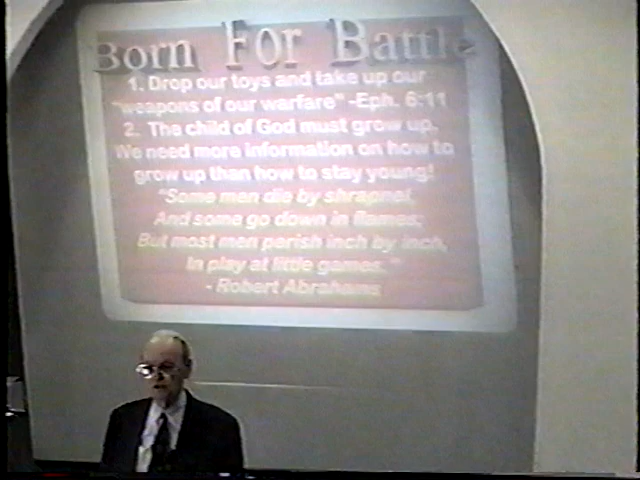 Born For Battle
1. Drop our toys and take up our
"weapons of our warfare" -Eph. 6:11
2. The child of God must grow up.
We need more information on how to
grow up than how to stay young!
"Some men die by shrapnel,
And some go down in flames;
But most men perish inch by inch,
In play at little games."
- Robert Abrahams